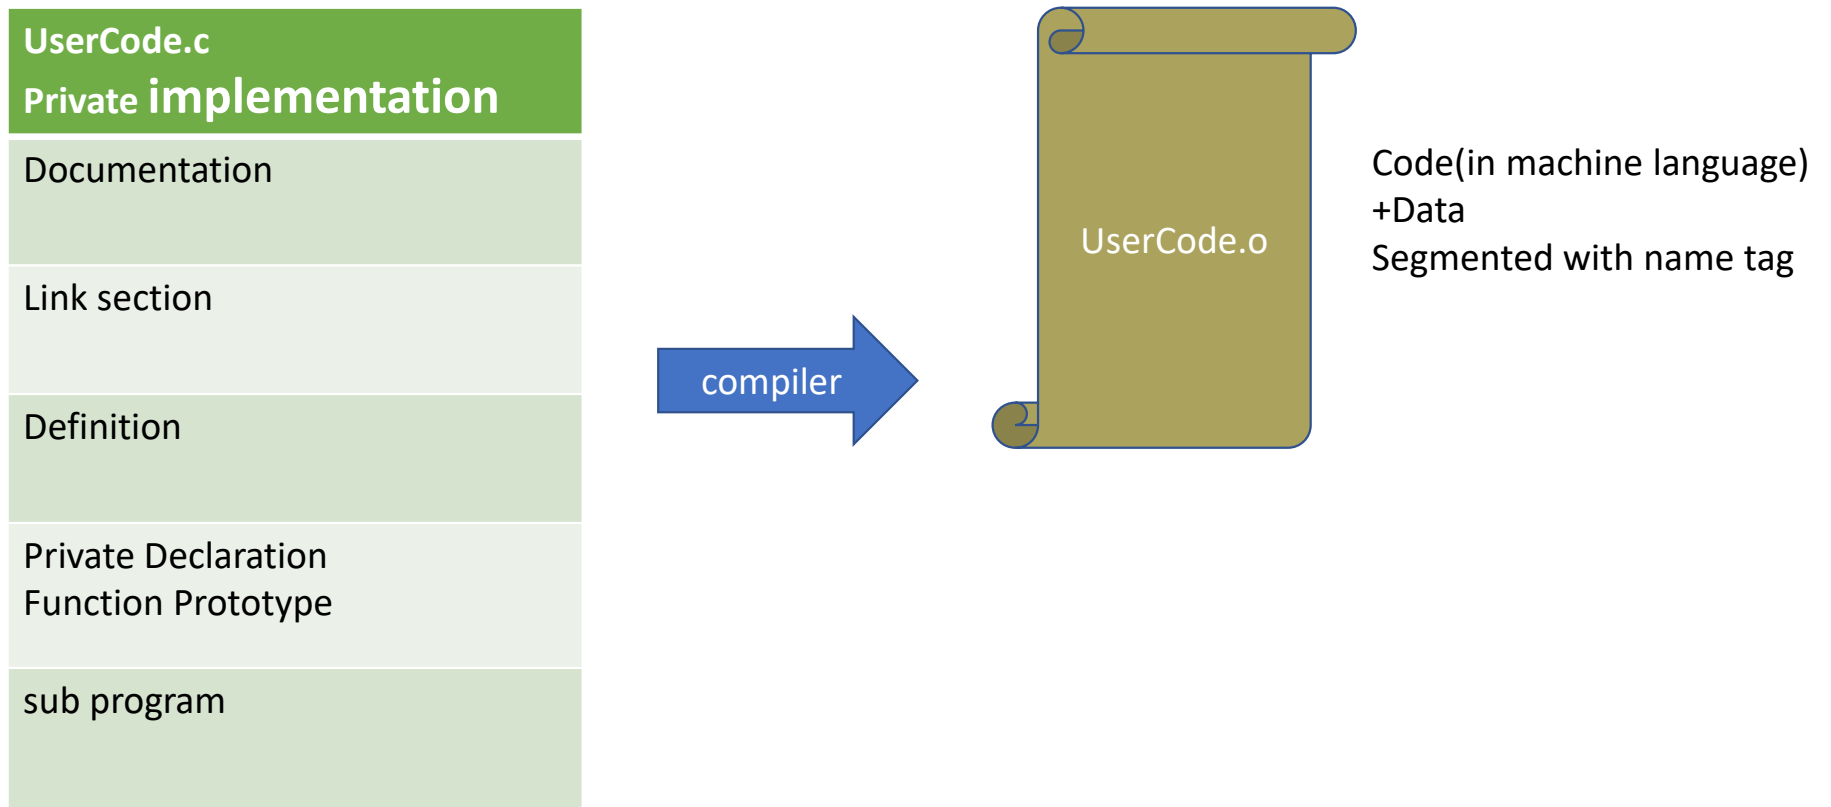 UserCode.c
Private implementation
Documentation
Link section
Definition
Private Declaration
Function Prototype
sub program
compiler
UserCode.o
Code(in machine language)
+Data
Segmented with name tag